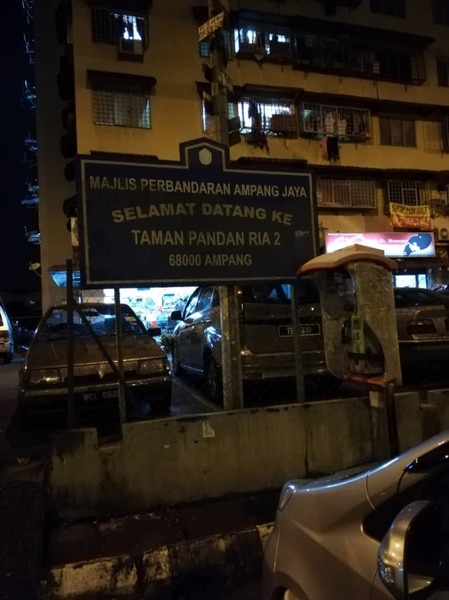 MAJLIS PERBANDARAN AMPANG JAYA
SELAMAT DATANG KE
TAMAN PANDAN RIA 2
68000 AMPANG